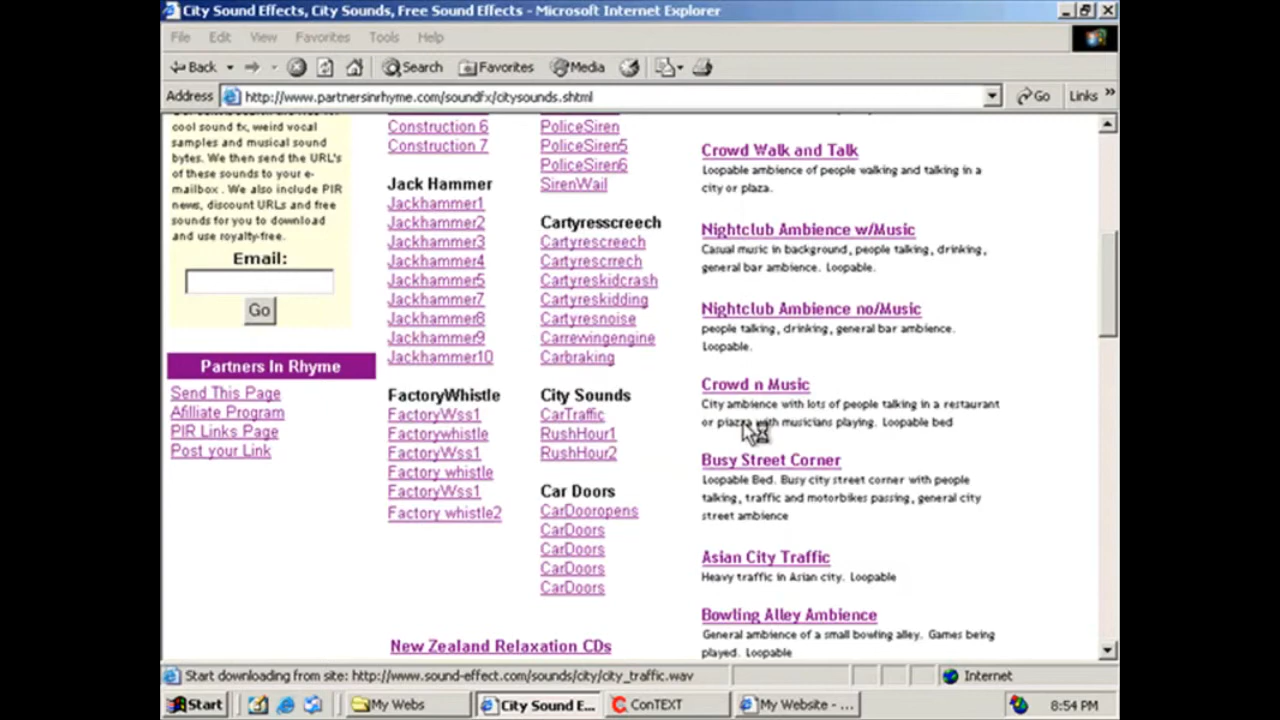 City Sound Effects, City Sounds, Free Sound Effects - Microsoft Internet Explorer
File Edit View Favorites Tools Help
Back Search Favorites Media
Address http://www.partnersinrhyme.com/soundfx/citysounds.shtml Go Links »
cool sound fx, weird vocal
samples and musical sound
bytes. We then send the URL's
of these sounds to your e-
mailbox . We also include PIR
news, discount URLs and free
sounds for you to download
and use royalty-free.
Email:
Go
Partners In Rhyme
Send This Page
Afilliate Program
PIR Links Page
Post your Link
Construction 6
Construction 7
Jack Hammer
Jackhammer1
Jackhammer2
Jackhammer3
Jackhammer4
Jackhammer5
Jackhammer7
Jackhammer8
Jackhammer9
Jackhammer10
FactoryWhistle
FactoryWss1
Factorywhistle
FactoryWss1
Factory whistle
FactoryWss1
Factory whistle2
PoliceSiren
PoliceSiren5
PoliceSiren6
SirenWail
Cartyresscreech
Cartyrescreech
Cartyrescrrech
Cartyreskidcrash
Cartyreskidding
Cartyresnoise
Carrewingengine
Carbraking
City Sounds
CarTraffic
RushHour1
RushHour2
Car Doors
CarDooropens
CarDoors
CarDoors
CarDoors
CarDoors
New Zealand Relaxation CDs
Crowd Walk and Talk
Loopable ambience of people walking and talking in a
city or plaza.
Nightclub Ambience w/Music
Casual music in background, people talking, drinking,
general bar ambience. Loopable.
Nightclub Ambience no/Music
people talking, drinking, general bar ambience.
Loopable.
Crowd n Music
City ambience with lots of people talking in a restaurant
or piazza with musicians playing. Loopable bed
Busy Street Corner
Loopable Bed. Busy city street corner with people
talking, traffic and motorbikes passing, general city
street ambience
Asian City Traffic
Heavy traffic in Asian city. Loopable
Bowling Alley Ambience
General ambience of a small bowling alley. Games being
played. Loopable
Start downloading from site: http://www.sound-effect.com/sounds/city/city_traffic.wav Internet
Start My Webs City Sound E... ConTEXT My Website - ... 8:54 PM